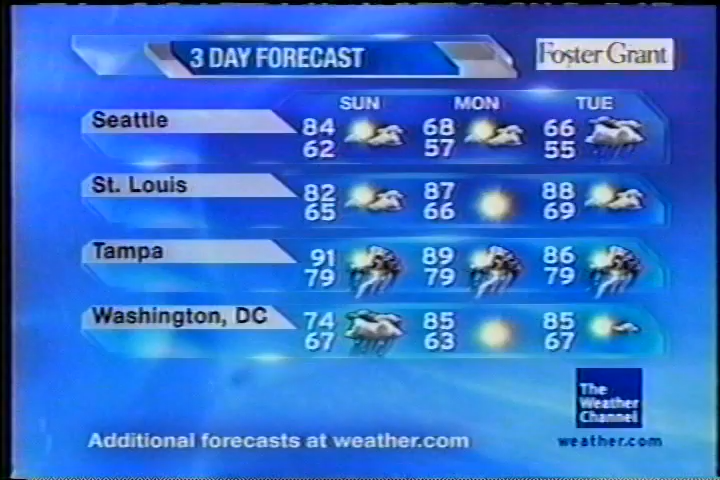 3 DAY FORECAST
Foster Grant
SUN MON TUE
Seattle
84 68 66
62 57 55
St. Louis
82 87 88
65 66 69
Tampa
91 89 86
79 79 79
Washington, DC
74 85 85
67 63 67
The
Weather
Channel
weather.com
Additional forecasts at weather.com